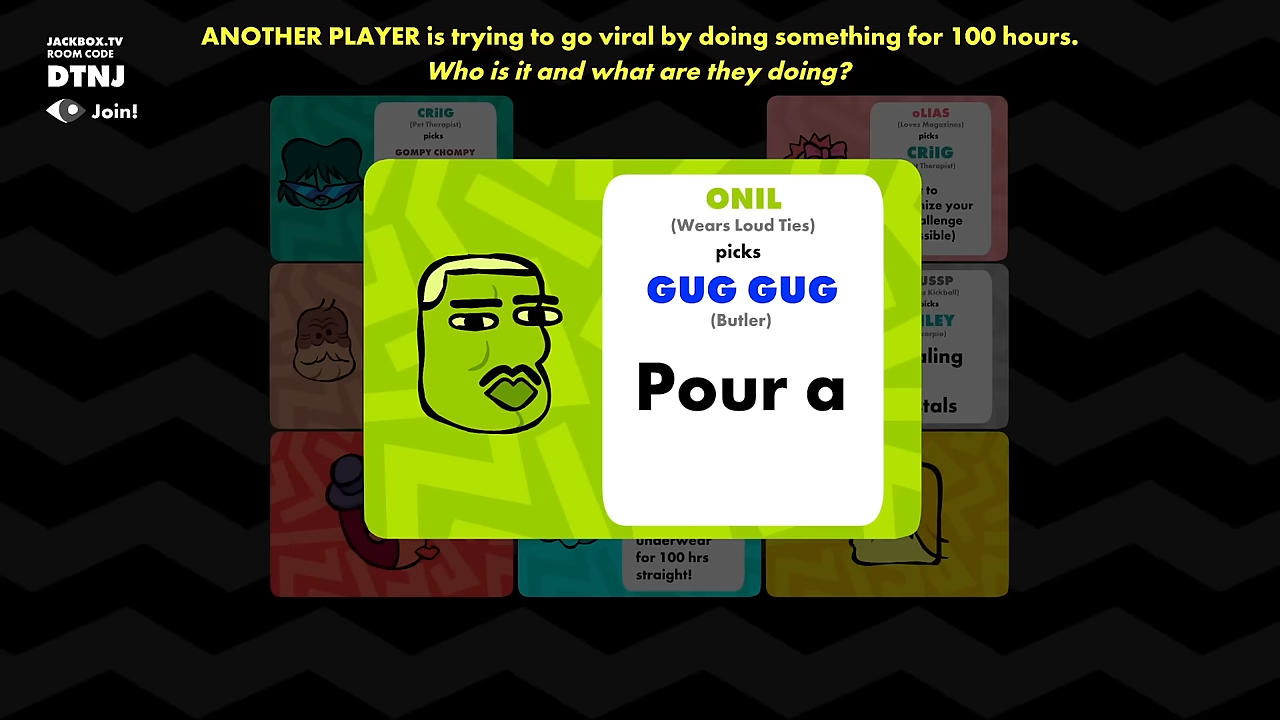 ANOTHER PLAYER is trying to go viral by doing something for 100 hours.
Who is it and what are they doing?
JACKBOX.TV
ROOM CODE
DTNJ
Join!
CRilG
(Pet Therapist)
picks
GOMPY CHOMPY
oLIAS
(Loves Magazines)
picks
CRilG
ONIL
(Wears Loud Ties)
picks
GUG GUG
(Butler)
Pour a
underwear
for 100 hrs
straight!